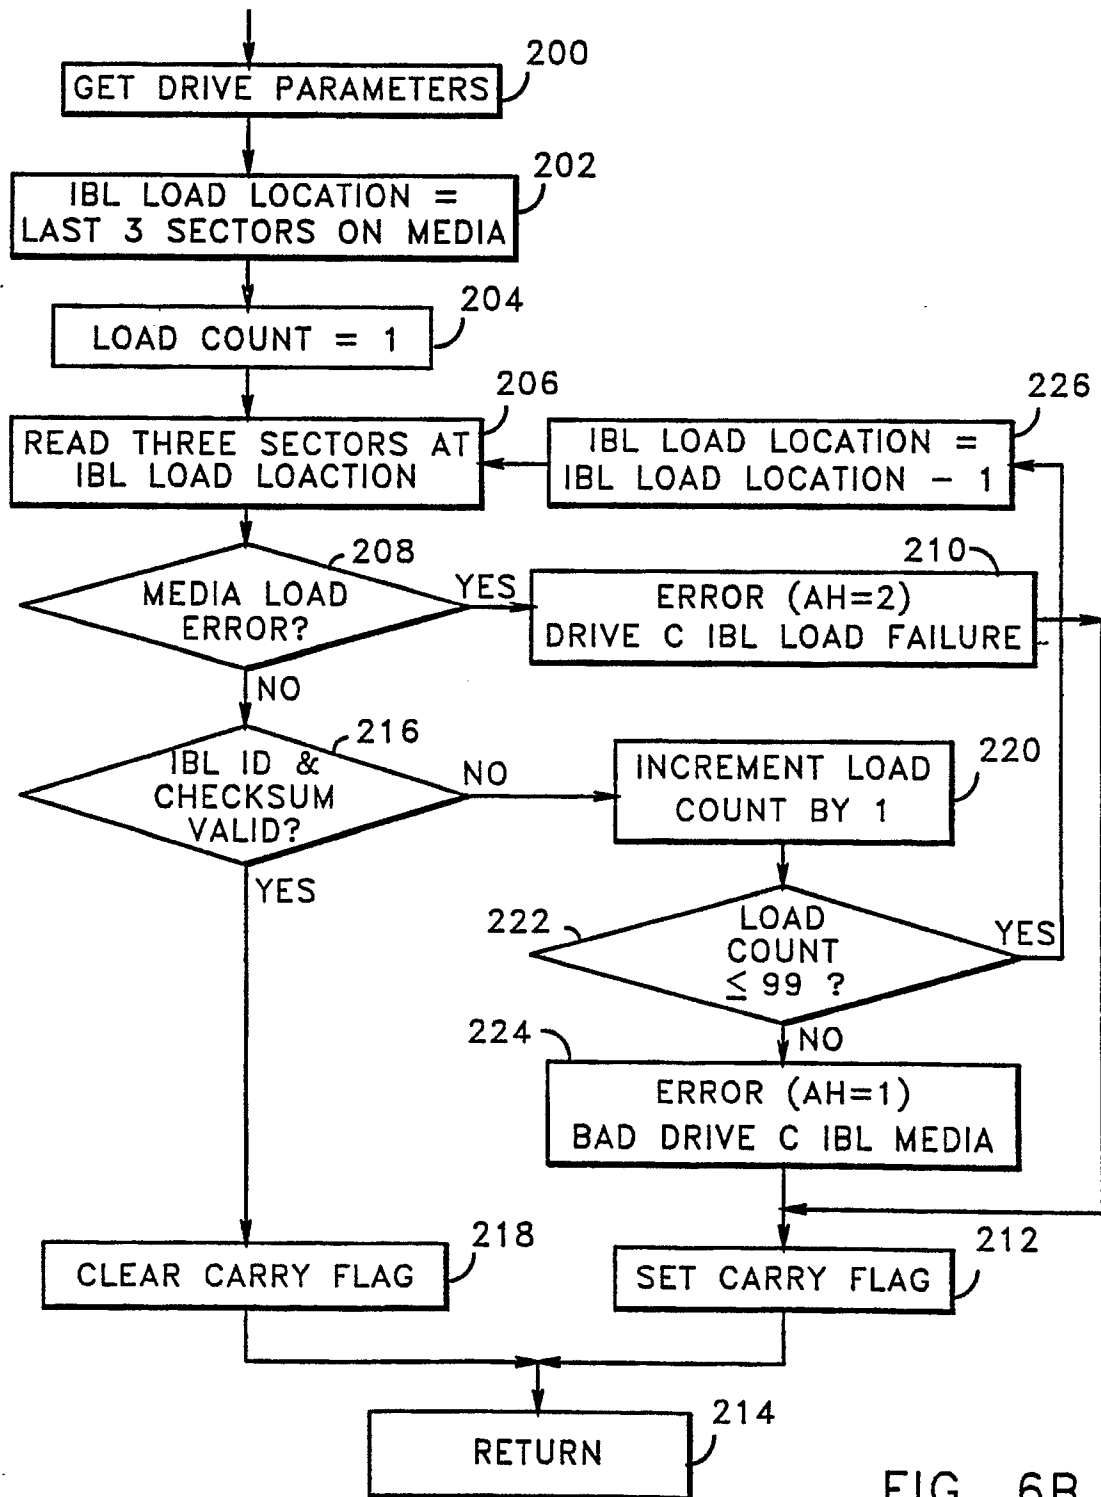 200
GET DRIVE PARAMETERS
202
IBL LOAD LOCATION =
LAST 3 SECTORS ON MEDIA
204
LOAD COUNT = 1
206
READ THREE SECTORS AT
IBL LOAD LOACTION
226
IBL LOAD LOCATION =
IBL LOAD LOCATION - 1
208
MEDIA LOAD
ERROR?
YES
NO
210
ERROR (AH=2)
DRIVE C IBL LOAD FAILURE
216
IBL ID &
CHECKSUM
VALID?
NO
YES
220
INCREMENT LOAD
COUNT BY 1
222
LOAD
COUNT
≤ 99 ?
YES
NO
224
ERROR (AH=1)
BAD DRIVE C IBL MEDIA
218
CLEAR CARRY FLAG
212
SET CARRY FLAG
214
RETURN
FIG. 6B